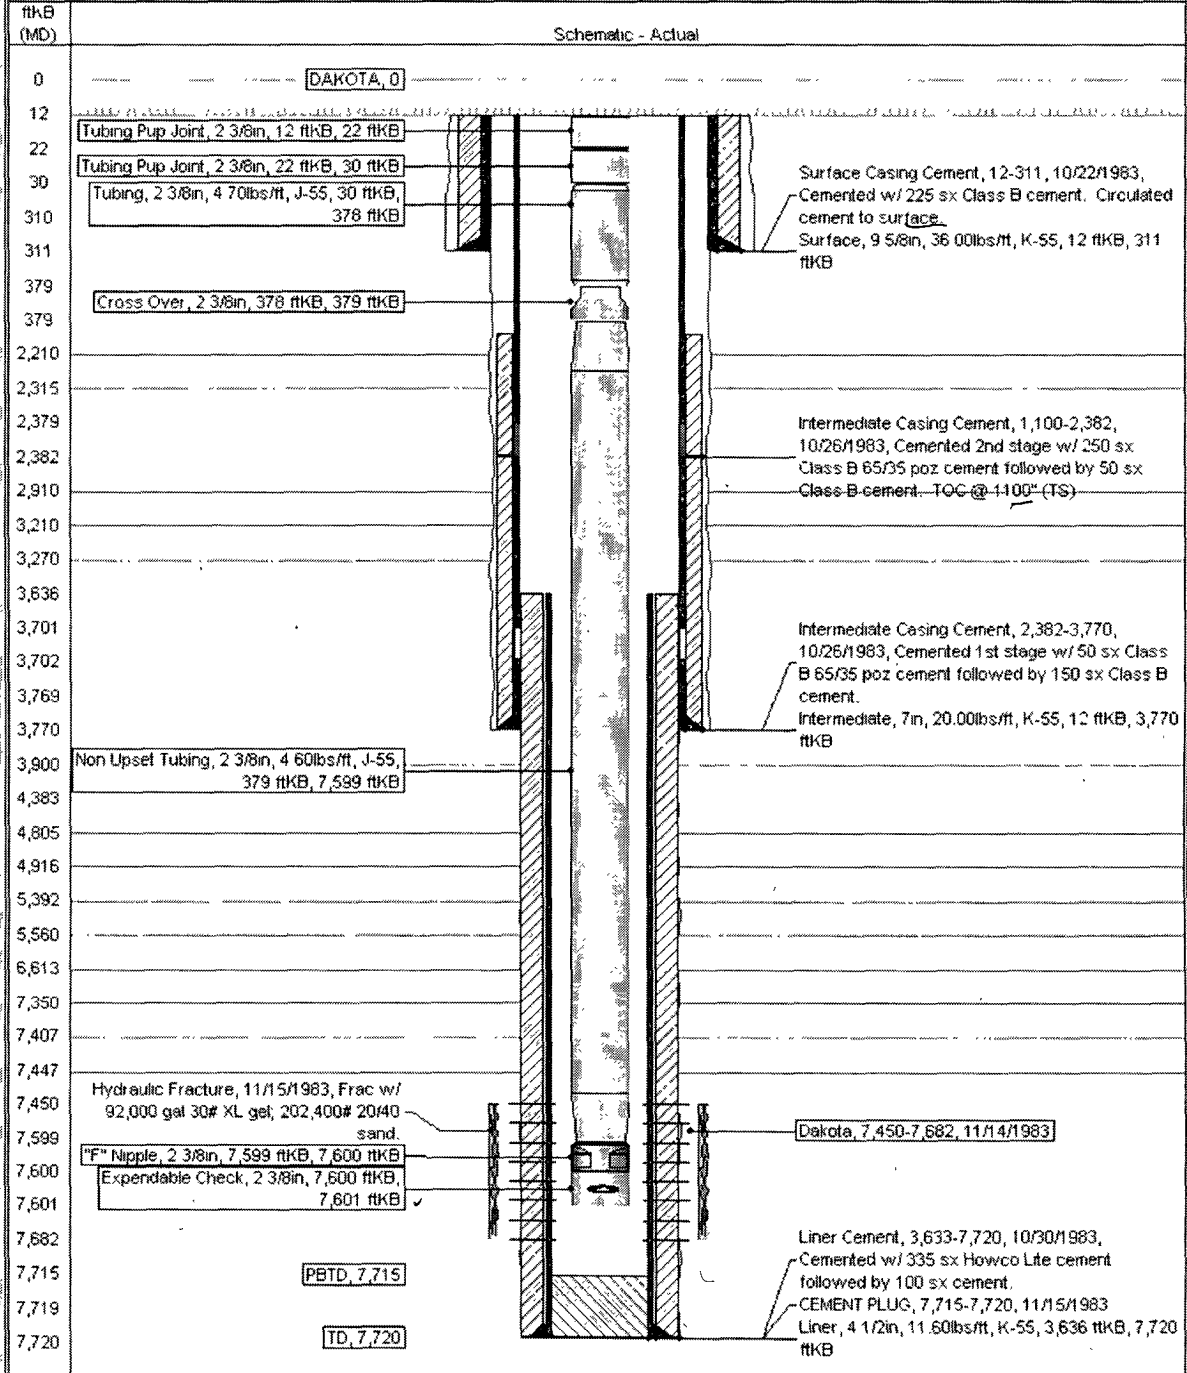 ftKB
(MD)
Schematic - Actual
0
DAKOTA, 0
12
Tubing Pup Joint, 2 3/8in, 12 ftKB, 22 ftKB
22
Tubing Pup Joint, 2 3/8in, 22 ftKB, 30 ftKB
30
Tubing, 2 3/8in, 4 70lbs/ft, J-55, 30 ftKB,
378 ftKB
310
311
Surface Casing Cement, 12-311, 10/22/1983,
Cemented w/ 225 sx Class B cement. Circulated
cement to surface.
Surface, 9 5/8in, 36 00lbs/ft, K-55, 12 ftKB, 311
ftKB
379
Cross Over, 2 3/8in, 378 ftKB, 379 ftKB
379
2,210
2,315
2,379
2,382
2,910
Intermediate Casing Cement, 1,100-2,382,
10/26/1983, Cemented 2nd stage w/ 250 sx
Class B 65/35 poz cement followed by 50 sx
Class B cement. TOC @ 1100" (TS)
3,210
3,270
3,636
3,701
3,702
3,769
3,770
Intermediate Casing Cement, 2,382-3,770,
10/26/1983, Cemented 1st stage w/ 50 sx Class
B 65/35 poz cement followed by 150 sx Class B
cement.
Intermediate, 7in, 20.00lbs/ft, K-55, 12 ftKB, 3,770
ftKB
3,900
Non Upset Tubing, 2 3/8in, 4 60lbs/ft, J-55,
379 ftKB, 7,599 ftKB
4,383
4,805
4,916
5,392
5,560
6,613
7,350
7,407
7,447
7,450
Hydraulic Fracture, 11/15/1983, Frac w/
92,000 gal 30# XL gel; 202,400# 20/40
sand.
7,599
Dakota, 7,450-7,682, 11/14/1983
"F" Nipple, 2 3/8in, 7,599 ftKB, 7,600 ftKB
7,600
Expendable Check, 2 3/8in, 7,600 ftKB,
7,601 ftKB
7,601
7,682
7,715
PBTD, 7,715
7,719
7,720
TD, 7,720
Liner Cement, 3,633-7,720, 10/30/1983,
Cemented w/ 335 sx Howco Lite cement
followed by 100 sx cement.
CEMENT PLUG, 7,715-7,720, 11/15/1983
Liner, 4 1/2in, 11.60lbs/ft, K-55, 3,636 ftKB, 7,720
ftKB